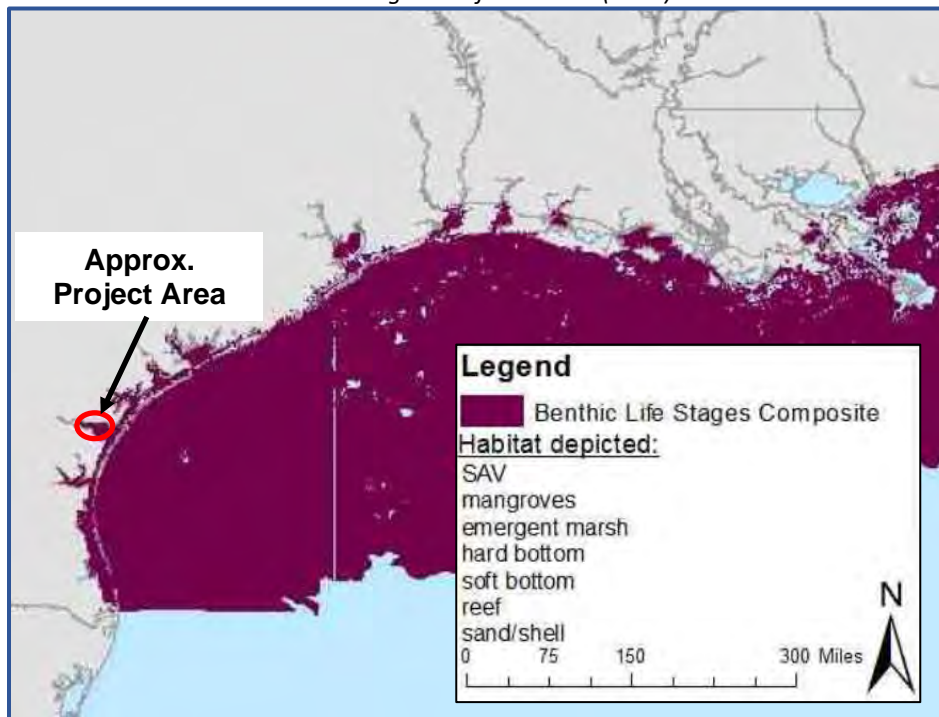 Approx.
Project Area
Legend
Benthic Life Stages Composite
Habitat depicted:
SAV
mangroves
emergent marsh
hard bottom
soft bottom
reef
sand/shell
0 75 150 300 Miles
N